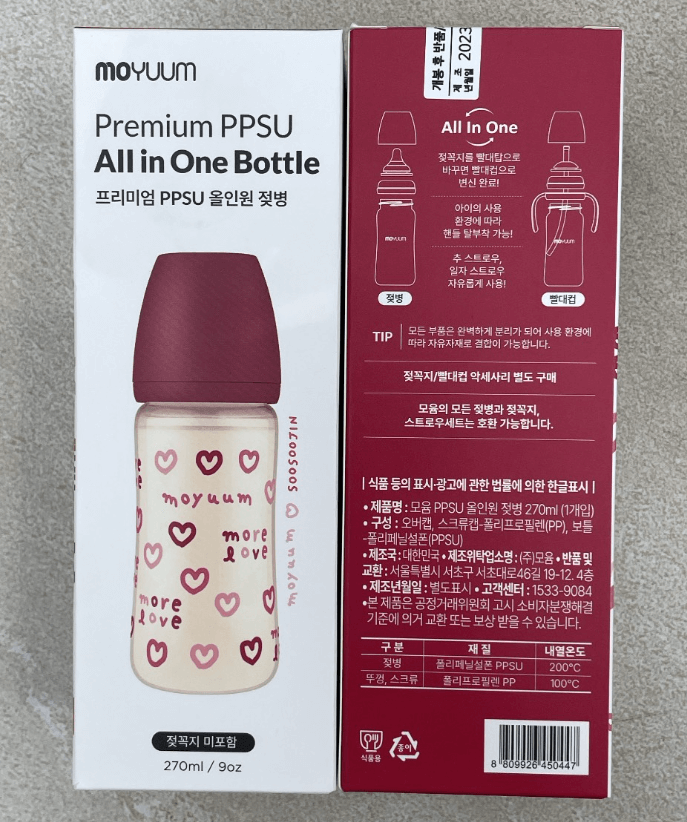 moyuum
Premium PPSU
All in One Bottle
프리미엄 PPSU 올인원 젖병
moyuum
more
love
more
love
moyuum SOOSOOJIN
젖꼭지 미포함
270ml / 9oz
개봉 후 반품/
제 조
년월일
2023
All In One
젖꼭지를 빨대탑으로
바꾸면 빨대컵으로
변신 완료!
아이의 사용
환경에 따라
핸들 탈부착 가능!
추 스트로우,
일자 스트로우
자유롭게 사용!
moyuum
moyuum
젖병
빨대컵
TIP
모든 부품은 완벽하게 분리가 되어 사용 환경에
따라 자유자재로 결합이 가능합니다.
젖꼭지/빨대컵 악세사리 별도 구매
모윰의 모든 젖병과 젖꼭지,
스트로우세트는 호환 가능합니다.
| 식품 등의 표시·광고에 관한 법률에 의한 한글표시 |
• 제품명 : 모윰 PPSU 올인원 젖병 270ml (1개입)
• 구성 : 오버캡, 스크류캡-폴리프로필렌(PP), 보틀
-폴리페닐설폰(PPSU)
• 제조국 : 대한민국 • 제조위탁업소명 : (주)모윰 • 반품 및
교환 : 서울특별시 서초구 서초대로46길 19-12. 4층
• 제조년월일 : 별도표시 • 고객센터 : 1533-9084
•본 제품은 공정거래위원회 고시 소비자분쟁해결
기준에 의거 교환 또는 보상 받을 수 있습니다.
구 분 재 질 내열온도
젖병 폴리페닐설폰 PPSU 200°C
뚜껑, 스크류 폴리프로필렌 PP 100°C
식품용
종이
8 809926 450447